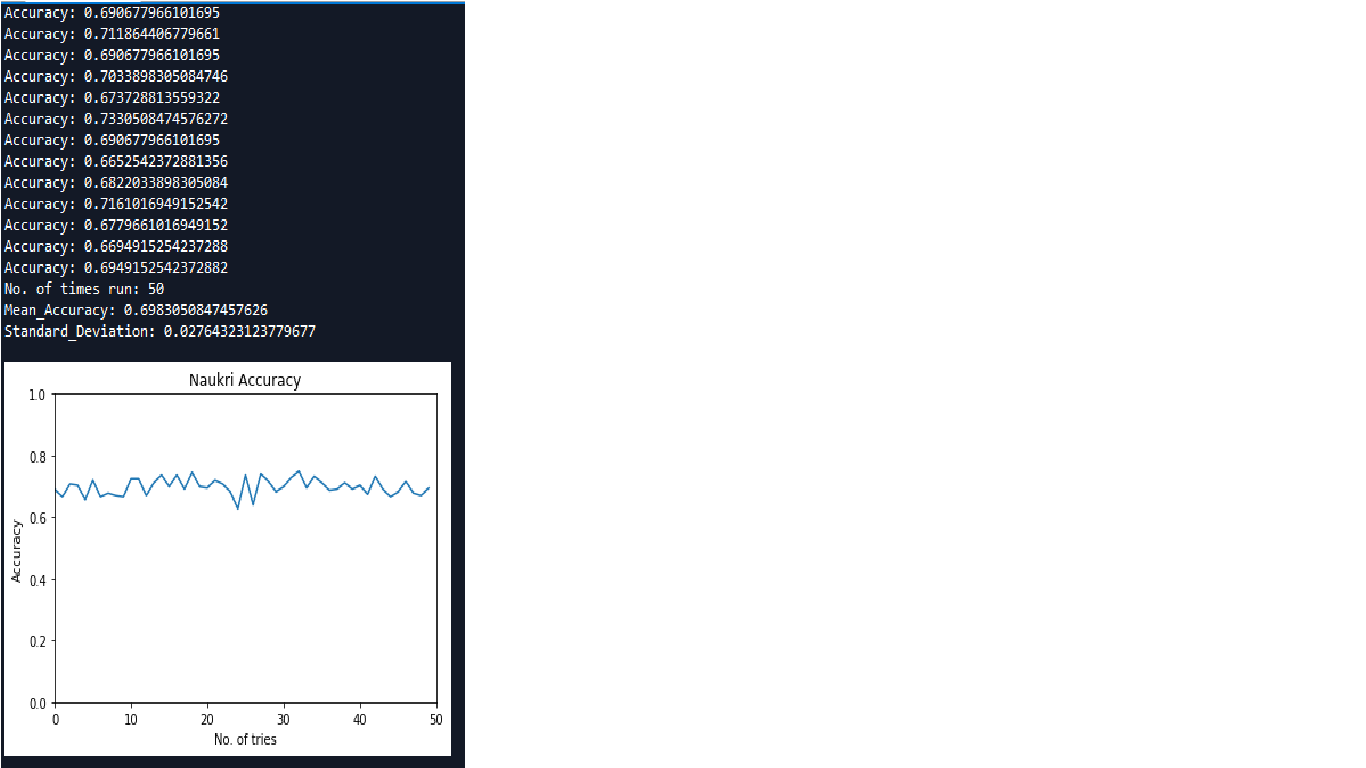 Accuracy: 0.690677966101695
Accuracy: 0.711864406779661
Accuracy: 0.690677966101695
Accuracy: 0.7033898305084746
Accuracy: 0.673728813559322
Accuracy: 0.7330508474576272
Accuracy: 0.690677966101695
Accuracy: 0.6652542372881356
Accuracy: 0.6822033898305084
Accuracy: 0.7161016949152542
Accuracy: 0.6779661016949152
Accuracy: 0.6694915254237288
Accuracy: 0.6949152542372882
No. of times run: 50
Mean_Accuracy: 0.6983050847457626
Standard_Deviation: 0.02764323123779677
Naukri Accuracy
1.0
0.8
0.6
0.4
0.2
0.0
Accuracy
0 10 20 30 40 50
No. of tries